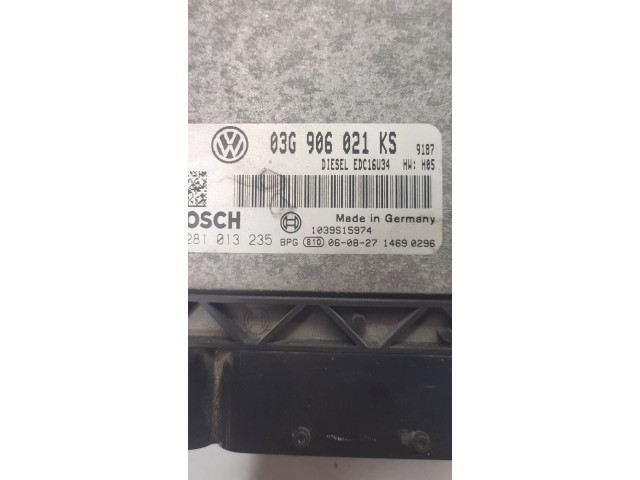 03G 906 021 KS 9187
DIESEL EDC16U34 HW: H05
OSCH
Made in Germany
1039S15974
281 013 235 BPG 810 06-08-27 1469 0296